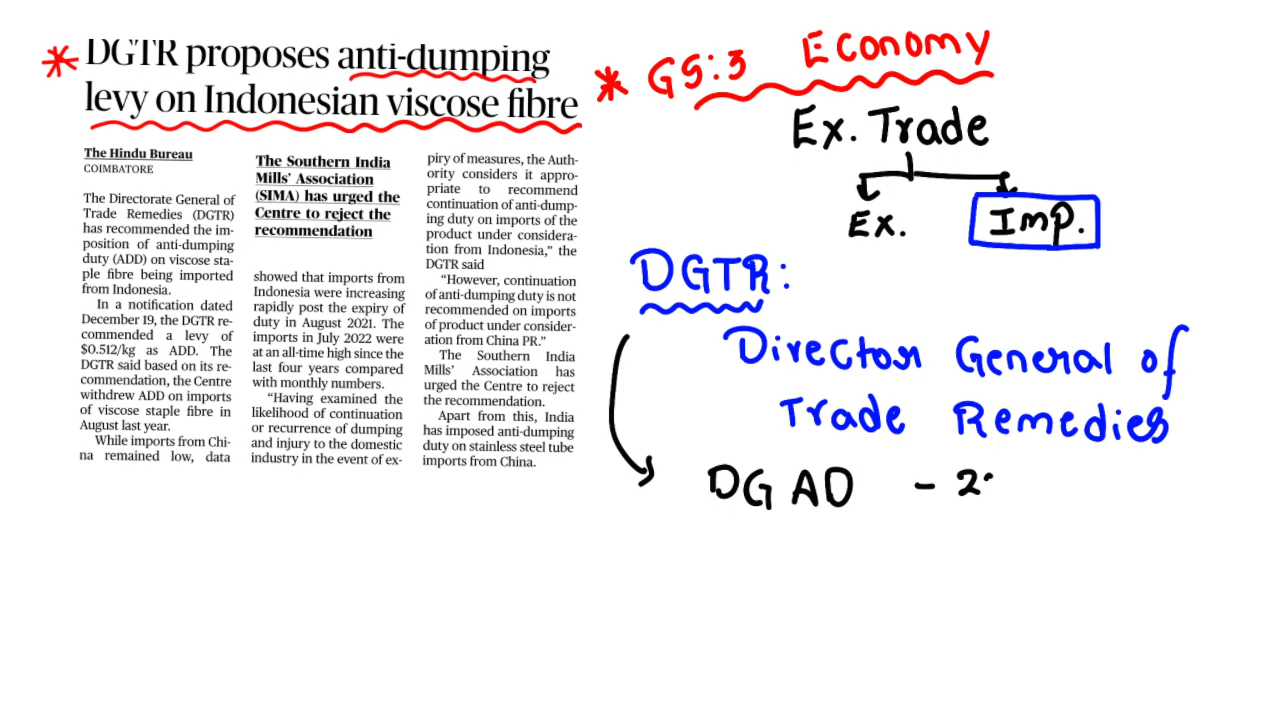 DGTR proposes anti-dumping
levy on Indonesian viscose fibre
The Hindu Bureau
COIMBATORE
The Directorate General of
Trade Remedies (DGTR)
has recommended the im-
position of anti-dumping
duty (ADD) on viscose sta-
ple fibre being imported
from Indonesia.
In a notification dated
December 19, the DGTR re-
commended a levy of
$0.512/kg as ADD. The
DGTR said based on its re-
commendation, the Centre
withdrew ADD on imports
of viscose staple fibre in
August last year.
While imports from Chi-
na remained low, data
The Southern India
Mills' Association
(SIMA) has urged the
Centre to reject the
recommendation
showed that imports from
Indonesia were increasing
rapidly post the expiry of
duty in August 2021. The
imports in July 2022 were
at an all-time high since the
last four years compared
with monthly numbers.
"Having examined the
likelihood of continuation
or recurrence of dumping
and injury to the domestic
industry in the event of ex-
piry of measures, the Auth-
ority considers it appro-
priate to recommend
continuation of anti-dump-
ing duty on imports of the
product under considera-
tion from Indonesia," the
DGTR said
"However, continuation
of anti-dumping duty is not
recommended on imports
of product under consider-
ation from China PR."
The Southern India
Mills' Association has
urged the Centre to reject
the recommendation.
Apart from this, India
has imposed anti-dumping
duty on stainless steel tube
imports from China.
GS:3 Economy
Ex. Trade
Ex. Imp.
DGTR:
Director General of
Trade Remedies
DGAD - 2